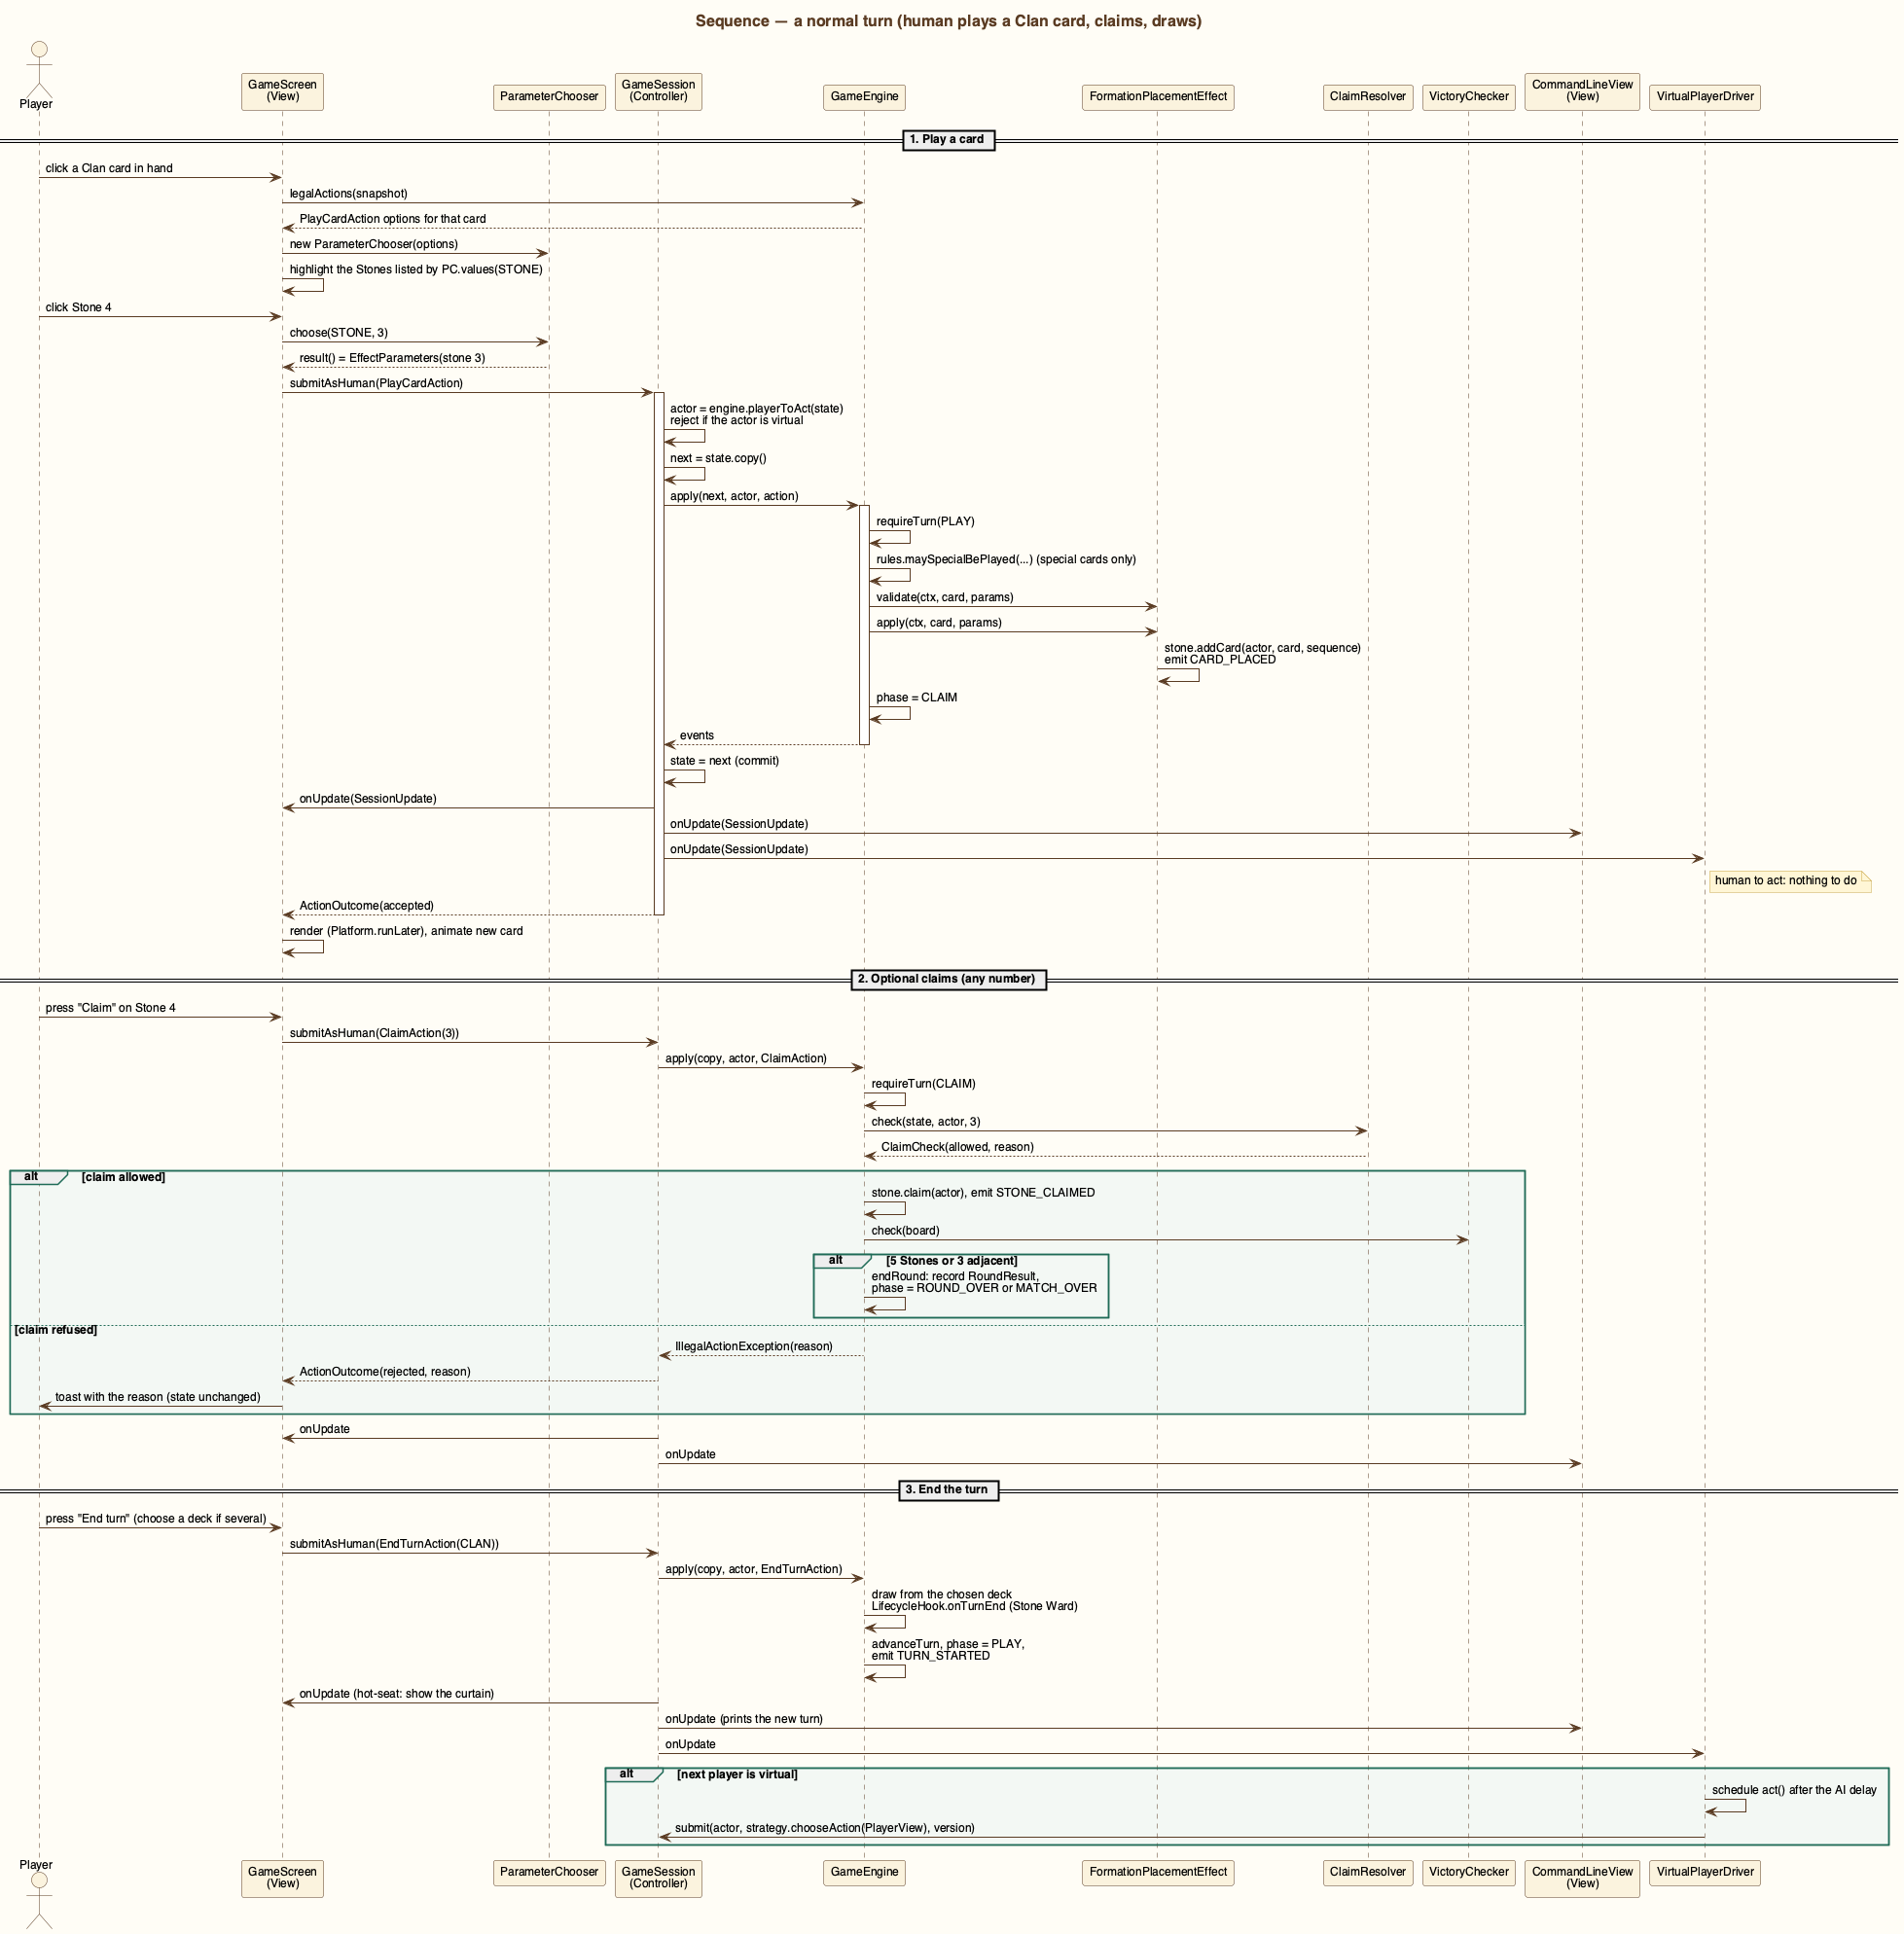 Sequence — a normal turn (human plays a Clan card, claims, draws)
Player
GameScreen
(View)
ParameterChooser
GameSession
(Controller)
GameEngine
FormationPlacementEffect
ClaimResolver
VictoryChecker
CommandLineView
(View)
VirtualPlayerDriver
1. Play a card
click a Clan card in hand
legalActions(snapshot)
PlayCardAction options for that card
new ParameterChooser(options)
highlight the Stones listed by PC.values(STONE)
click Stone 4
choose(STONE, 3)
result() = EffectParameters(stone 3)
submitAsHuman(PlayCardAction)
actor = engine.playerToAct(state)
reject if the actor is virtual
next = state.copy()
apply(next, actor, action)
requireTurn(PLAY)
rules.maySpecialBePlayed(...) (special cards only)
validate(ctx, card, params)
apply(ctx, card, params)
stone.addCard(actor, card, sequence)
emit CARD_PLACED
phase = CLAIM
events
state = next (commit)
onUpdate(SessionUpdate)
onUpdate(SessionUpdate)
onUpdate(SessionUpdate)
human to act: nothing to do
ActionOutcome(accepted)
render (Platform.runLater), animate new card
2. Optional claims (any number)
press "Claim" on Stone 4
submitAsHuman(ClaimAction(3))
apply(copy, actor, ClaimAction)
requireTurn(CLAIM)
check(state, actor, 3)
ClaimCheck(allowed, reason)
alt [claim allowed]
stone.claim(actor), emit STONE_CLAIMED
check(board)
alt [5 Stones or 3 adjacent]
endRound: record RoundResult,
phase = ROUND_OVER or MATCH_OVER
[claim refused]
IllegalActionException(reason)
ActionOutcome(rejected, reason)
toast with the reason (state unchanged)
onUpdate
onUpdate
3. End the turn
press "End turn" (choose a deck if several)
submitAsHuman(EndTurnAction(CLAN))
apply(copy, actor, EndTurnAction)
draw from the chosen deck
LifecycleHook.onTurnEnd (Stone Ward)
advanceTurn, phase = PLAY,
emit TURN_STARTED
onUpdate (hot-seat: show the curtain)
onUpdate (prints the new turn)
onUpdate
alt [next player is virtual]
schedule act() after the AI delay
submit(actor, strategy.chooseAction(PlayerView), version)
Player
GameScreen
(View)
ParameterChooser
GameSession
(Controller)
GameEngine
FormationPlacementEffect
ClaimResolver
VictoryChecker
CommandLineView
(View)
VirtualPlayerDriver